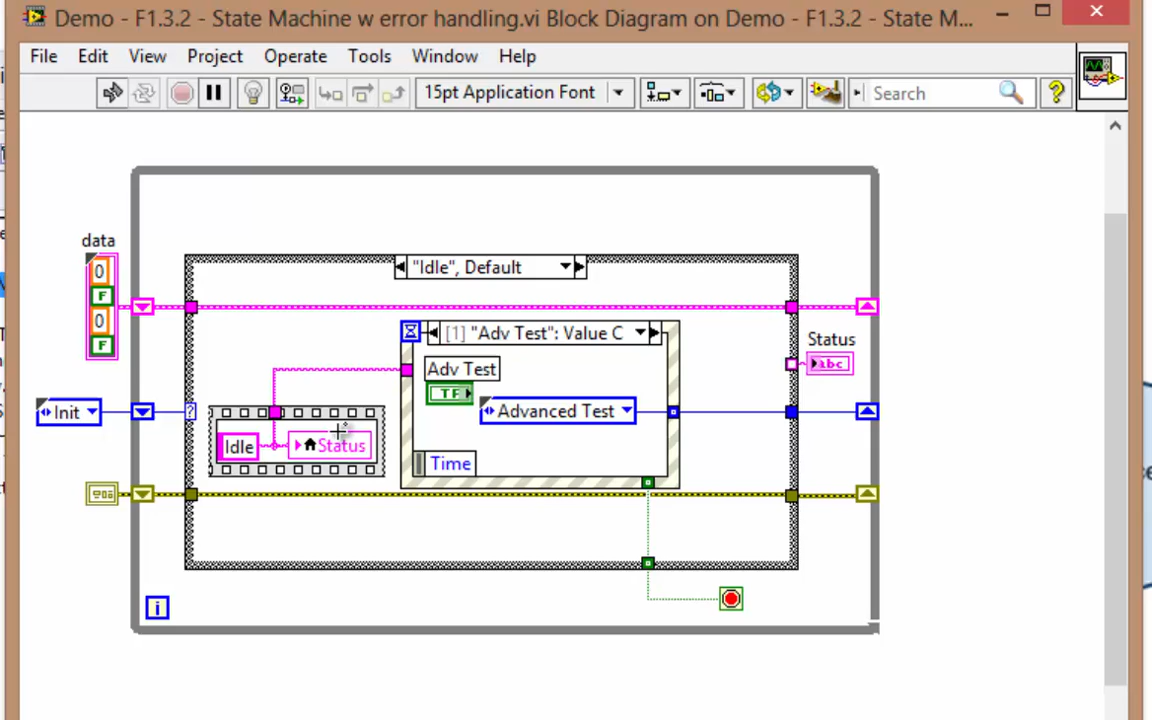 Demo - F1.3.2 - State Machine w error handling.vi Block Diagram on Demo - F1.3.2 - State M...
File Edit View Project Operate Tools Window Help
15pt Application Font
Search
?
data
0
F
0
F
"Idle", Default
[1] "Adv Test": Value C
Adv Test
TF
Status
abc
Init
?
Advanced Test
Idle
Status
Time
i